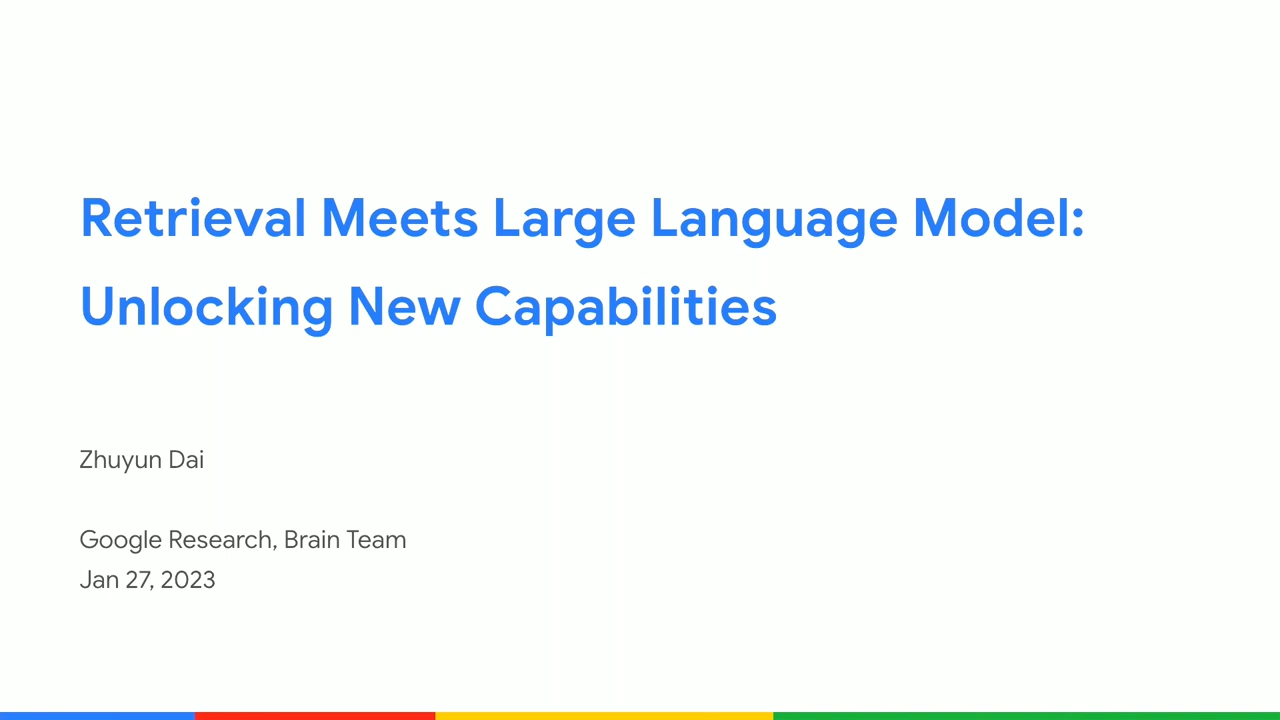 Retrieval Meets Large Language Model:
Unlocking New Capabilities
Zhuyun Dai
Google Research, Brain Team
Jan 27, 2023